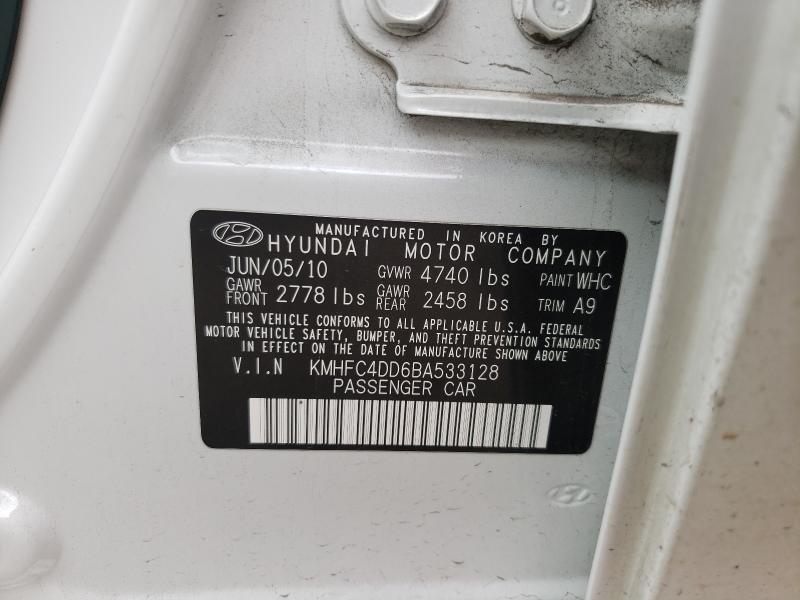 MANUFACTURED IN KOREA BY
HYUNDAI MOTOR COMPANY
JUN/05/10 GVWR 4740 lbs PAINT WHC
GAWR FRONT 2778 lbs GAWR REAR 2458 lbs TRIM A9
THIS VEHICLE CONFORMS TO ALL APPLICABLE U.S.A. FEDERAL
MOTOR VEHICLE SAFETY, BUMPER, AND THEFT PREVENTION STANDARDS
IN EFFECT ON THE DATE OF MANUFACTURE SHOWN ABOVE.
V.I.N KMHFC4DD6BA533128
PASSENGER CAR